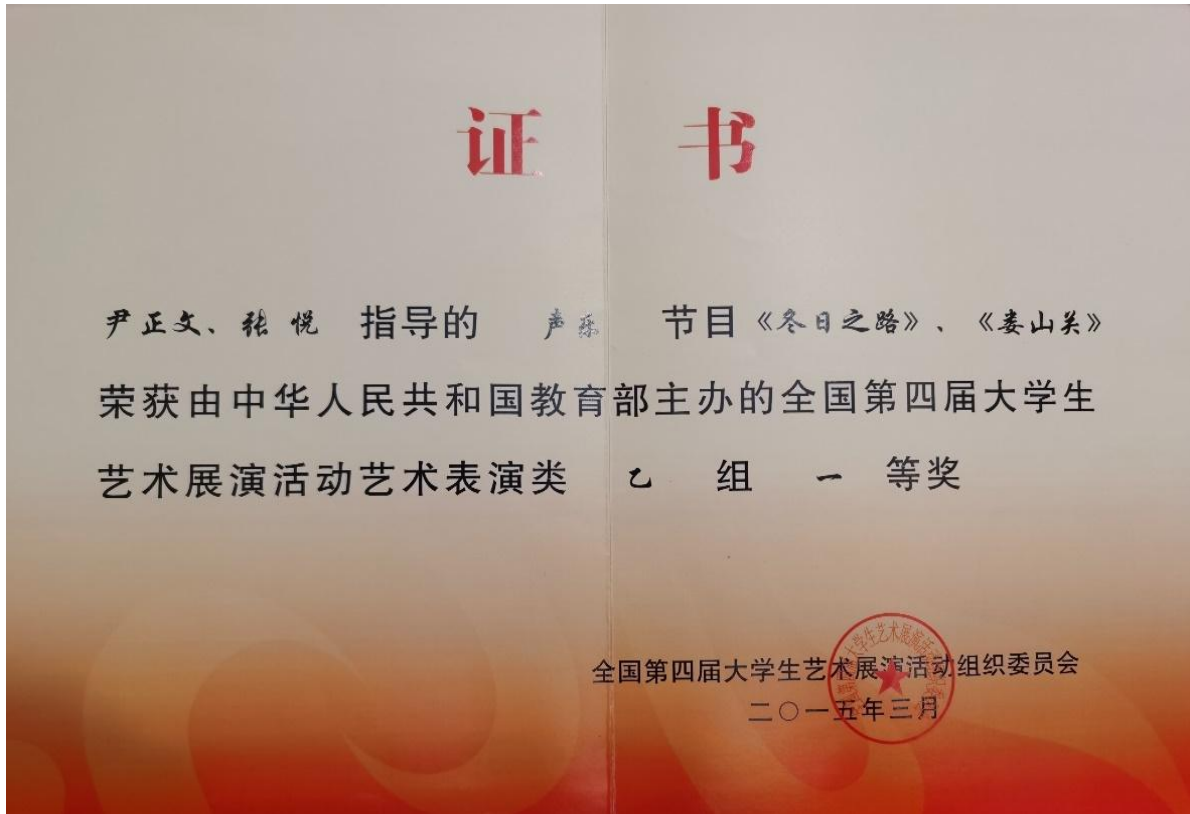 证 书
尹正文、张悦 指导的 声乐 节目《冬日之路》、《娄山关》
荣获由中华人民共和国教育部主办的全国第四届大学生
艺术展演活动艺术表演类 乙 组 一 等奖
全国第四届大学生艺术展演活动组织委员会
二〇一五年三月